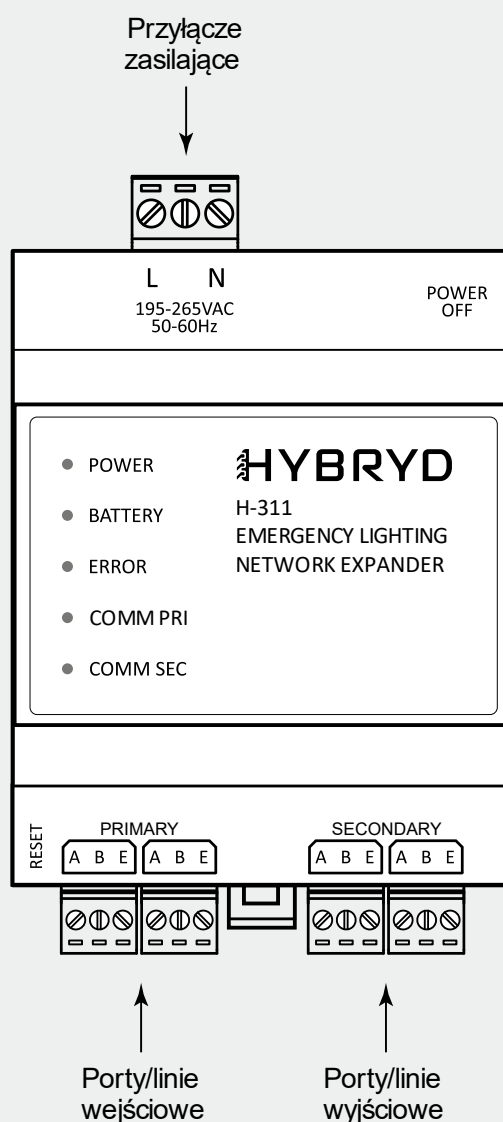 Przyłącze
zasilające
L N
195-265VAC
50-60Hz
POWER
OFF
POWER
BATTERY
ERROR
COMM PRI
COMM SEC
HYBRYD
H-311
EMERGENCY LIGHTING
NETWORK EXPANDER
RESET
PRIMARY
A B E A B E
SECONDARY
A B E A B E
Porty/linie
wejściowe
Porty/linie
wyjściowe